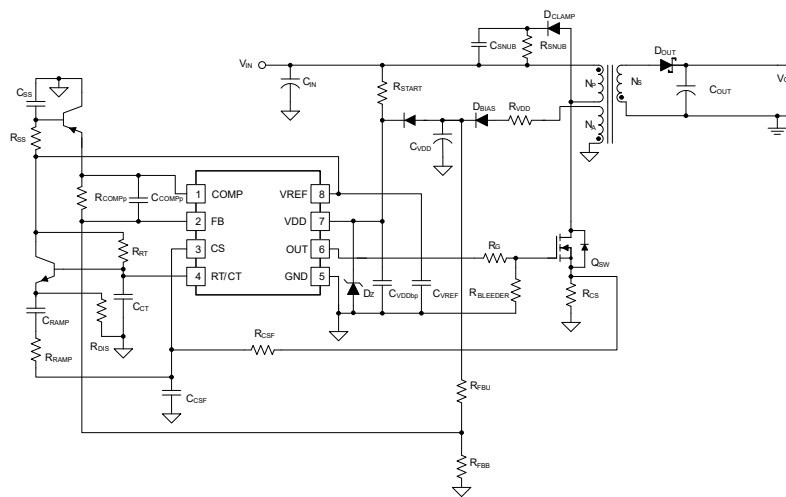 DCLAMP
CSNUB
RSNUB
VIN
CIN
RSTART
NP
NS
DOUT
COUT
CSS
DBIAS
RVDD
NA
RSS
CVDD
RCOMPp
CCOMPp
1 COMP VREF 8
2 FB VDD 7
3 CS OUT 6
4 RT/CT GND 5
RRT
RG
QSW
CCT
DZ
CVDDbp
CVREF
RBLEEDER
RCS
CRAMP
RDIS
RRAMP
RCSF
CCSF
RFBU
RFBB